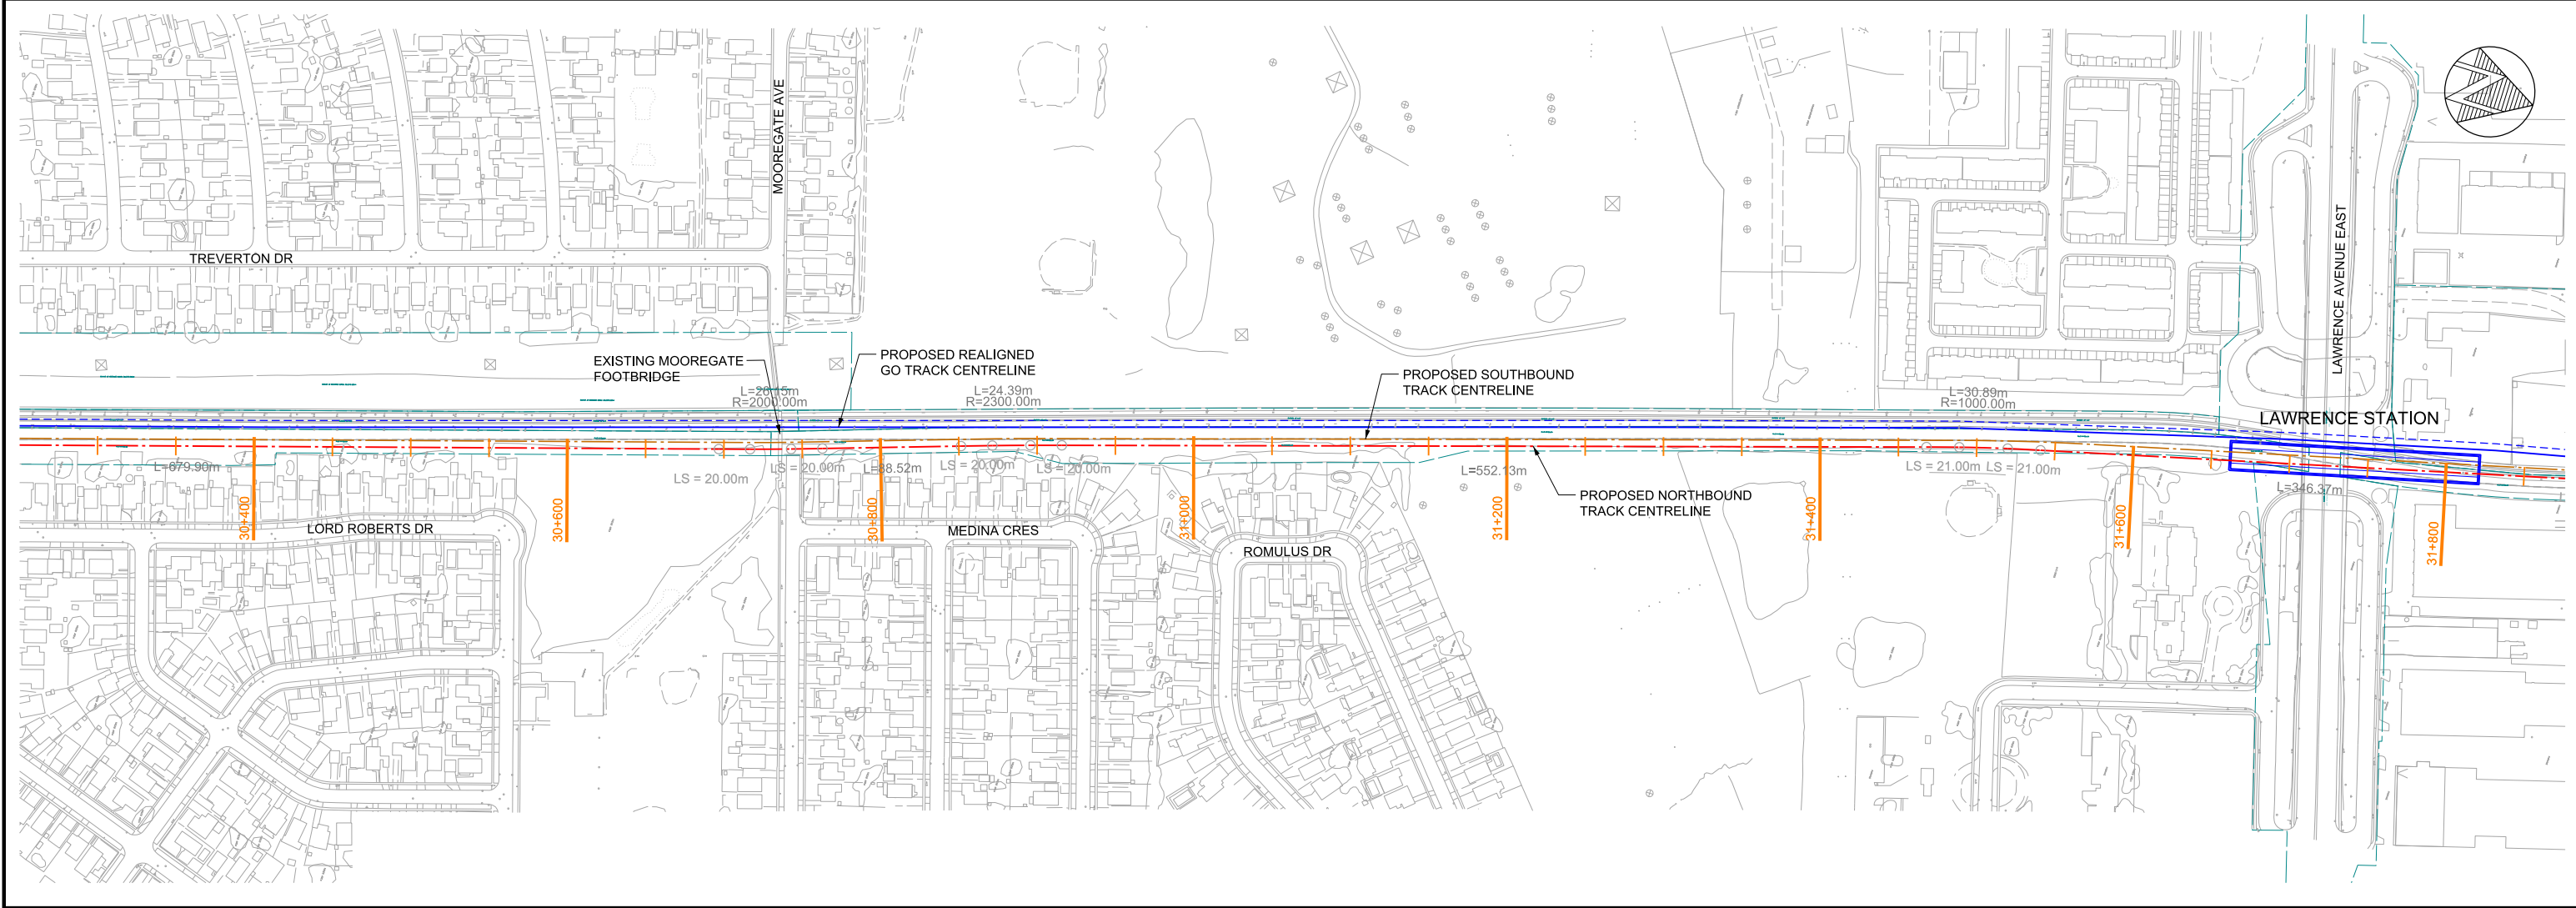 MOOREGATE AVE
TREVERTON DR
LAWRENCE AVENUE EAST
EXISTING MOOREGATE
FOOTBRIDGE
PROPOSED REALIGNED
GO TRACK CENTRELINE
L=24.39m
R=2300.00m
R=2000.00m
PROPOSED SOUTHBOUND
TRACK CENTRELINE
L=30.89m
R=1000.00m
LAWRENCE STATION
L=679.90m
LS = 20.00m
LS = 20.00m
LS = 20.00m
LS = 20.00m
L=552.13m
LS = 21.00m
LS = 21.00m
L=346.37m
PROPOSED NORTHBOUND
TRACK CENTRELINE
30+400
30+600
30+800
31+000
31+200
31+400
31+600
31+800
LORD ROBERTS DR
MEDINA CRES
ROMULUS DR